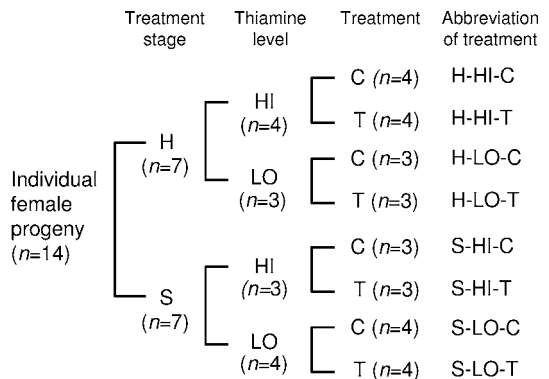 Treatment stage Thiamine level Treatment Abbreviation of treatment
C (n=4) H-HI-C
HI (n=4)
T (n=4) H-HI-T
H (n=7)
C (n=3) H-LO-C
LO (n=3)
T (n=3) H-LO-T
Individual female progeny (n=14)
C (n=3) S-HI-C
HI (n=3)
T (n=3) S-HI-T
S (n=7)
C (n=4) S-LO-C
LO (n=4)
T (n=4) S-LO-T